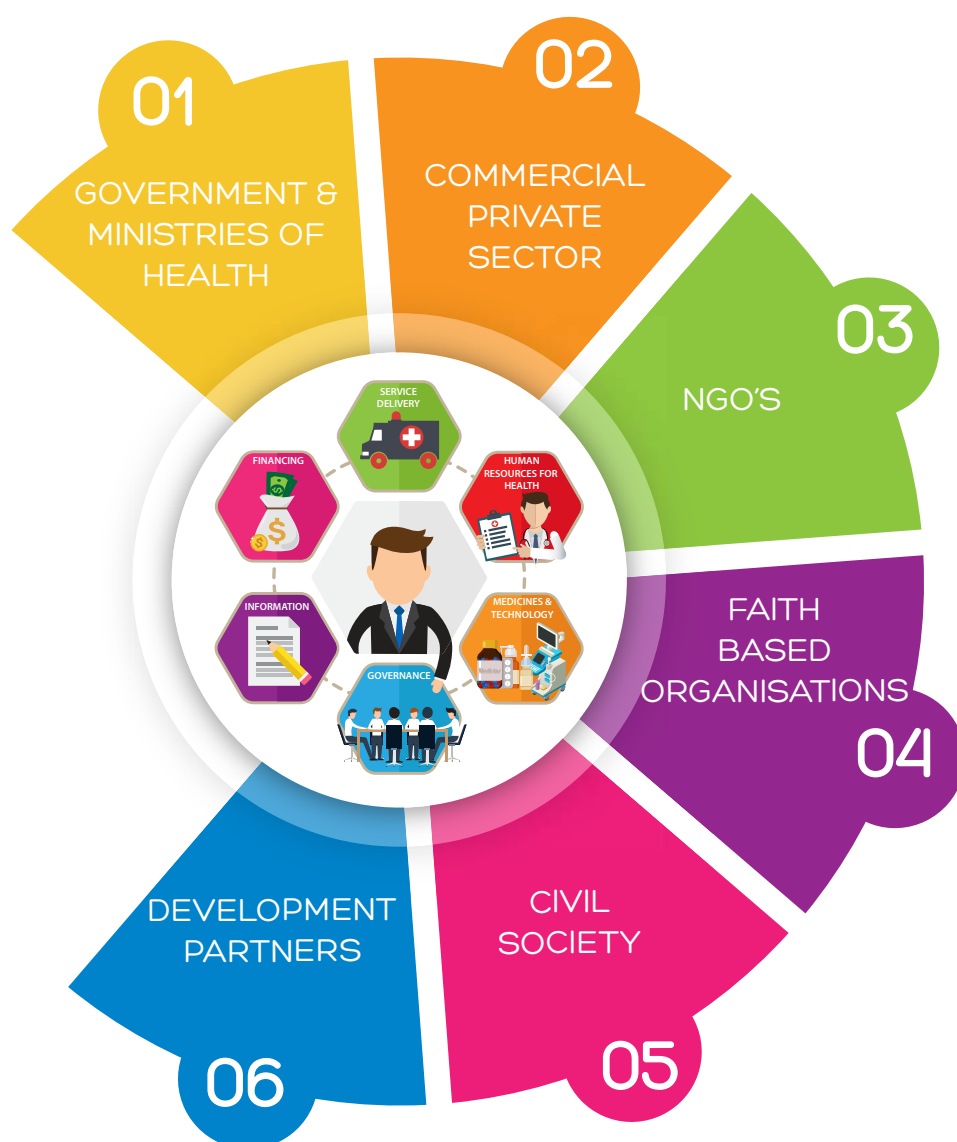 01
GOVERNMENT &
MINISTRIES OF
HEALTH
02
COMMERCIAL
PRIVATE
SECTOR
03
NGO'S
FAITH
BASED
ORGANISATIONS
04
CIVIL
SOCIETY
05
DEVELOPMENT
PARTNERS
06
SERVICE
DELIVERY
HUMAN
RESOURCES FOR
HEALTH
MEDICINES &
TECHNOLOGY
GOVERNANCE
INFORMATION
FINANCING